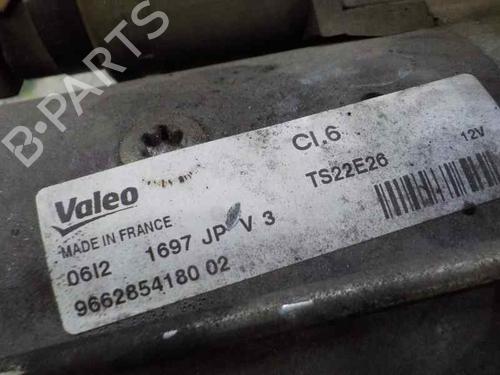 Cl.6
12V
Valeo
TS22E26
MADE IN FRANCE
06I2 1697 JP V 3
9662854180 02
B-PARTS